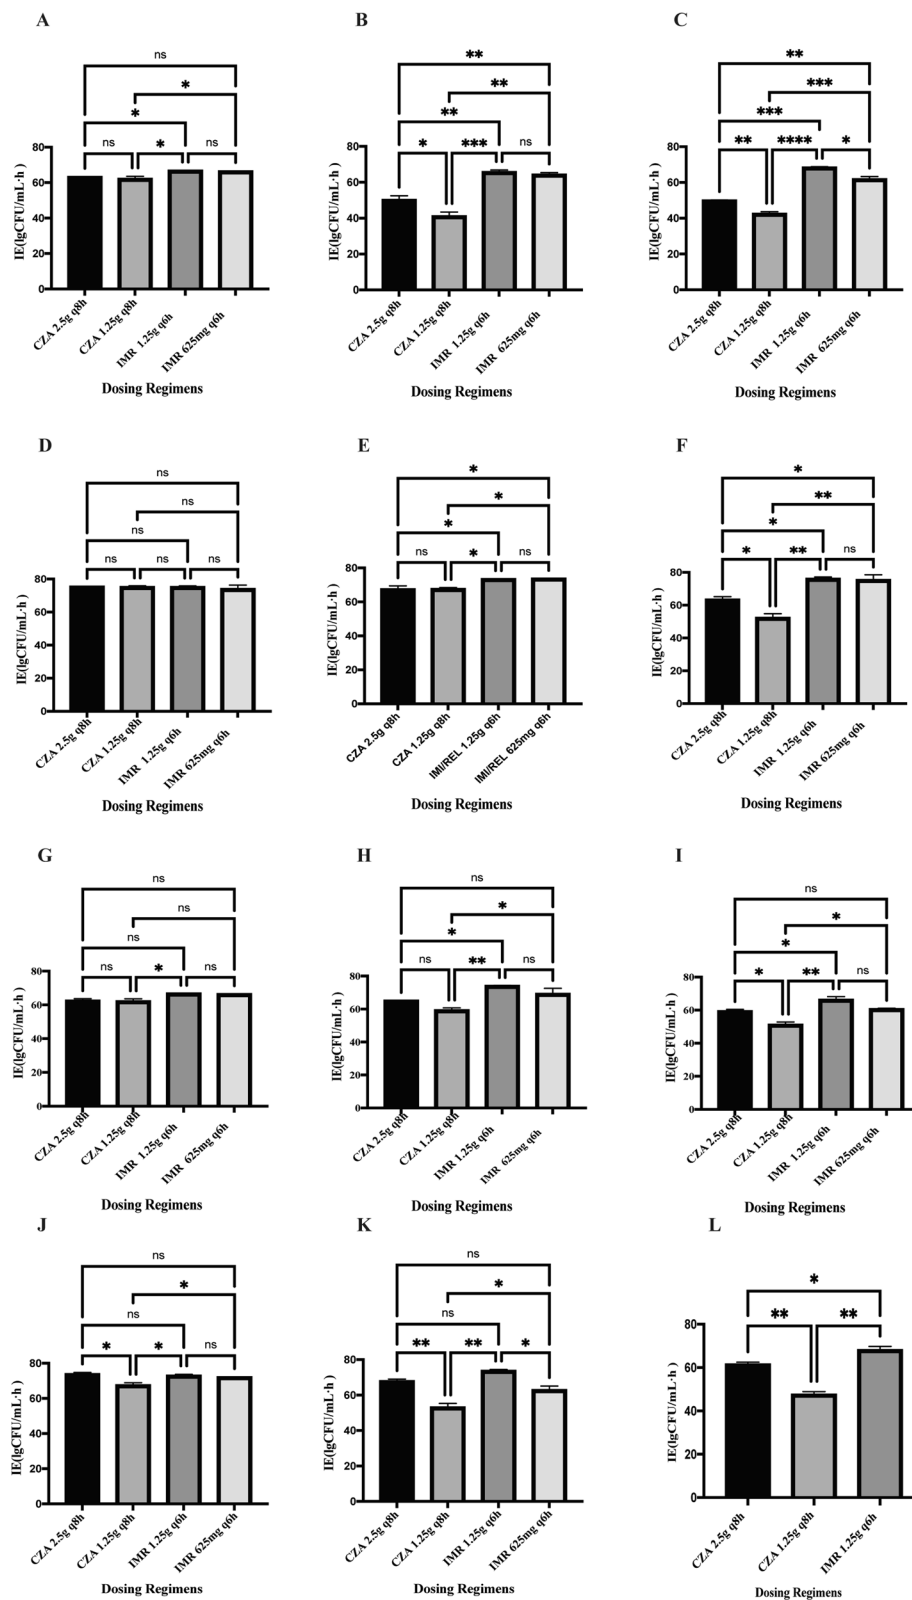 A
ns
*
*
ns * ns
IE(lgCFU/mL·h)
80
60
40
20
0
CZA 2.5g q8h
CZA 1.25g q8h
IMR 1.25g q6h
IMR 625mg q6h
Dosing Regimens
B
**
**
**
* *** ns
IE(lgCFU/mL·h)
80
60
40
20
0
CZA 2.5g q8h
CZA 1.25g q8h
IMR 1.25g q6h
IMR 625mg q6h
Dosing Regimens
C
**
***
***
** **** *
IE(lgCFU/mL·h)
80
60
40
20
0
CZA 2.5g q8h
CZA 1.25g q8h
IMR 1.25g q6h
IMR 625mg q6h
Dosing Regimens
D
ns
ns
ns
ns ns ns
IE(lgCFU/mL·h)
80
60
40
20
0
CZA 2.5g q8h
CZA 1.25g q8h
IMR 1.25g q6h
IMR 625mg q6h
Dosing Regimens
E
*
*
*
ns * ns
IE(lgCFU/mL·h)
80
60
40
20
0
CZA 2.5g q8h
CZA 1.25g q8h
IMI/REL 1.25g q8h
IMI/REL 625mg q6h
Dosing Regimens
F
*
**
*
* ** ns
IE(lgCFU/mL·h)
80
60
40
20
0
CZA 2.5g q8h
CZA 1.25g q8h
IMR 1.25g q6h
IMR 625mg q6h
Dosing Regimens
G
ns
ns
ns
ns * ns
IE(lgCFU/mL·h)
80
60
40
20
0
CZA 2.5g q8h
CZA 1.25g q8h
IMR 1.25g q6h
IMR 625mg q6h
Dosing Regimens
H
ns
*
*
ns ** ns
IE(lgCFU/mL·h)
80
60
40
20
0
CZA 2.5g q8h
CZA 1.25g q8h
IMR 1.25g q6h
IMR 625mg q6h
Dosing Regimens
I
ns
*
*
* ** ns
IE(lgCFU/mL·h)
80
60
40
20
0
CZA 2.5g q8h
CZA 1.25g q8h
IMR 1.25g q6h
IMR 625mg q6h
Dosing Regimens
J
ns
*
ns
* * ns
IE(lgCFU/mL·h)
80
60
40
20
0
CZA 2.5g q8h
CZA 1.25g q8h
IMR 1.25g q6h
IMR 625mg q6h
Dosing Regimens
K
ns
*
ns
** ** *
IE(lgCFU/mL·h)
80
60
40
20
0
CZA 2.5g q8h
CZA 1.25g q8h
IMR 1.25g q6h
IMR 625mg q6h
Dosing Regimens
L
*
** **
IE(lgCFU/mL·h)
80
60
40
20
0
CZA 2.5g q8h
CZA 1.25g q8h
IMR 1.25g q6h
Dosing Regimens